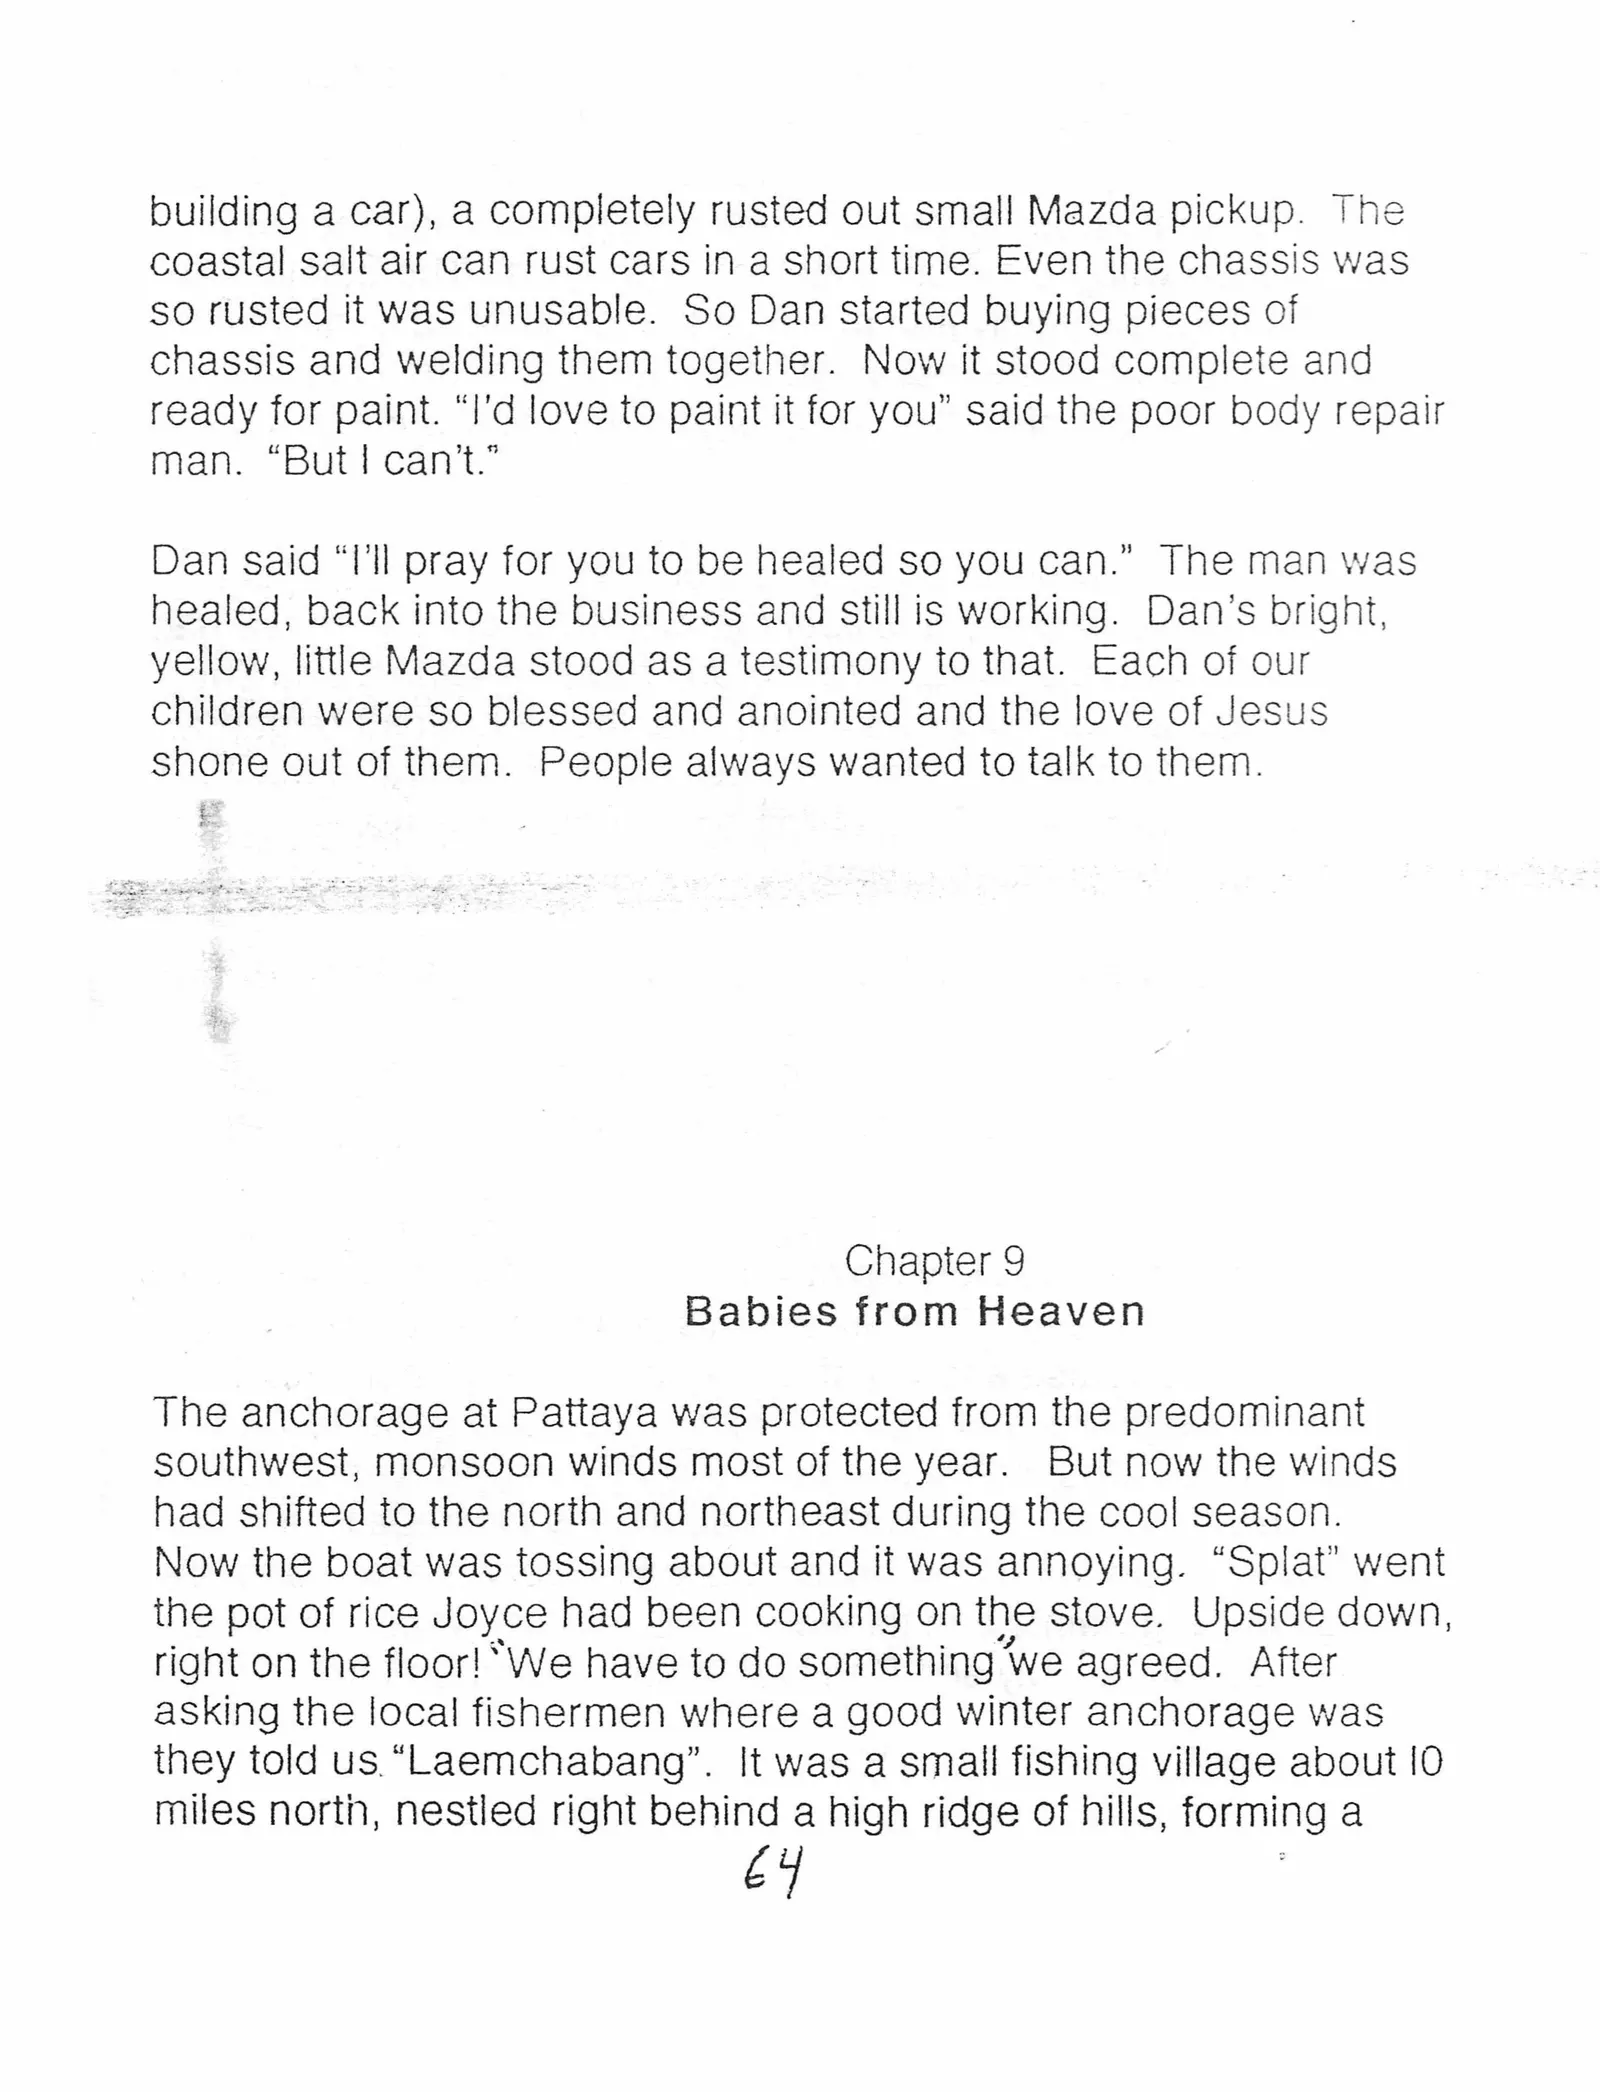 building a car), a completely rusted out small Mazda pickup.  The
coastal salt air can rust cars in a short time. Even the chassis was
so rusted it was unusable.  So Dan started buying pieces of
chassis and welding them together.  Now it stood complete and
ready for paint. “I'd love to paint it for you” said the poor body repair
man.  “But I can't.”
Dan said “I'll pray for you to be healed so you can.”  The man was
healed, back into the business and still is working.  Dan's bright,
yellow, little Mazda stood as a testimony to that.  Each of our
children were so blessed and anointed and the love of Jesus
shone out of them.  People always wanted to talk to them.
Chapter 9
Babies from Heaven
The anchorage at Pattaya was protected from the predominant
southwest, monsoon winds most of the year.   But now the winds
had shifted to the north and northeast during the cool season.
Now the boat was tossing about and it was annoying.  “Splat” went
the pot of rice Joyce had been cooking on the stove.  Upside down,
right on the floor! “We have to do something” we agreed.  After
asking the local fishermen where a good winter anchorage was
they told us. “Laemchabang”.  It was a small fishing village about 10
miles north, nestled right behind a high ridge of hills, forming a
64